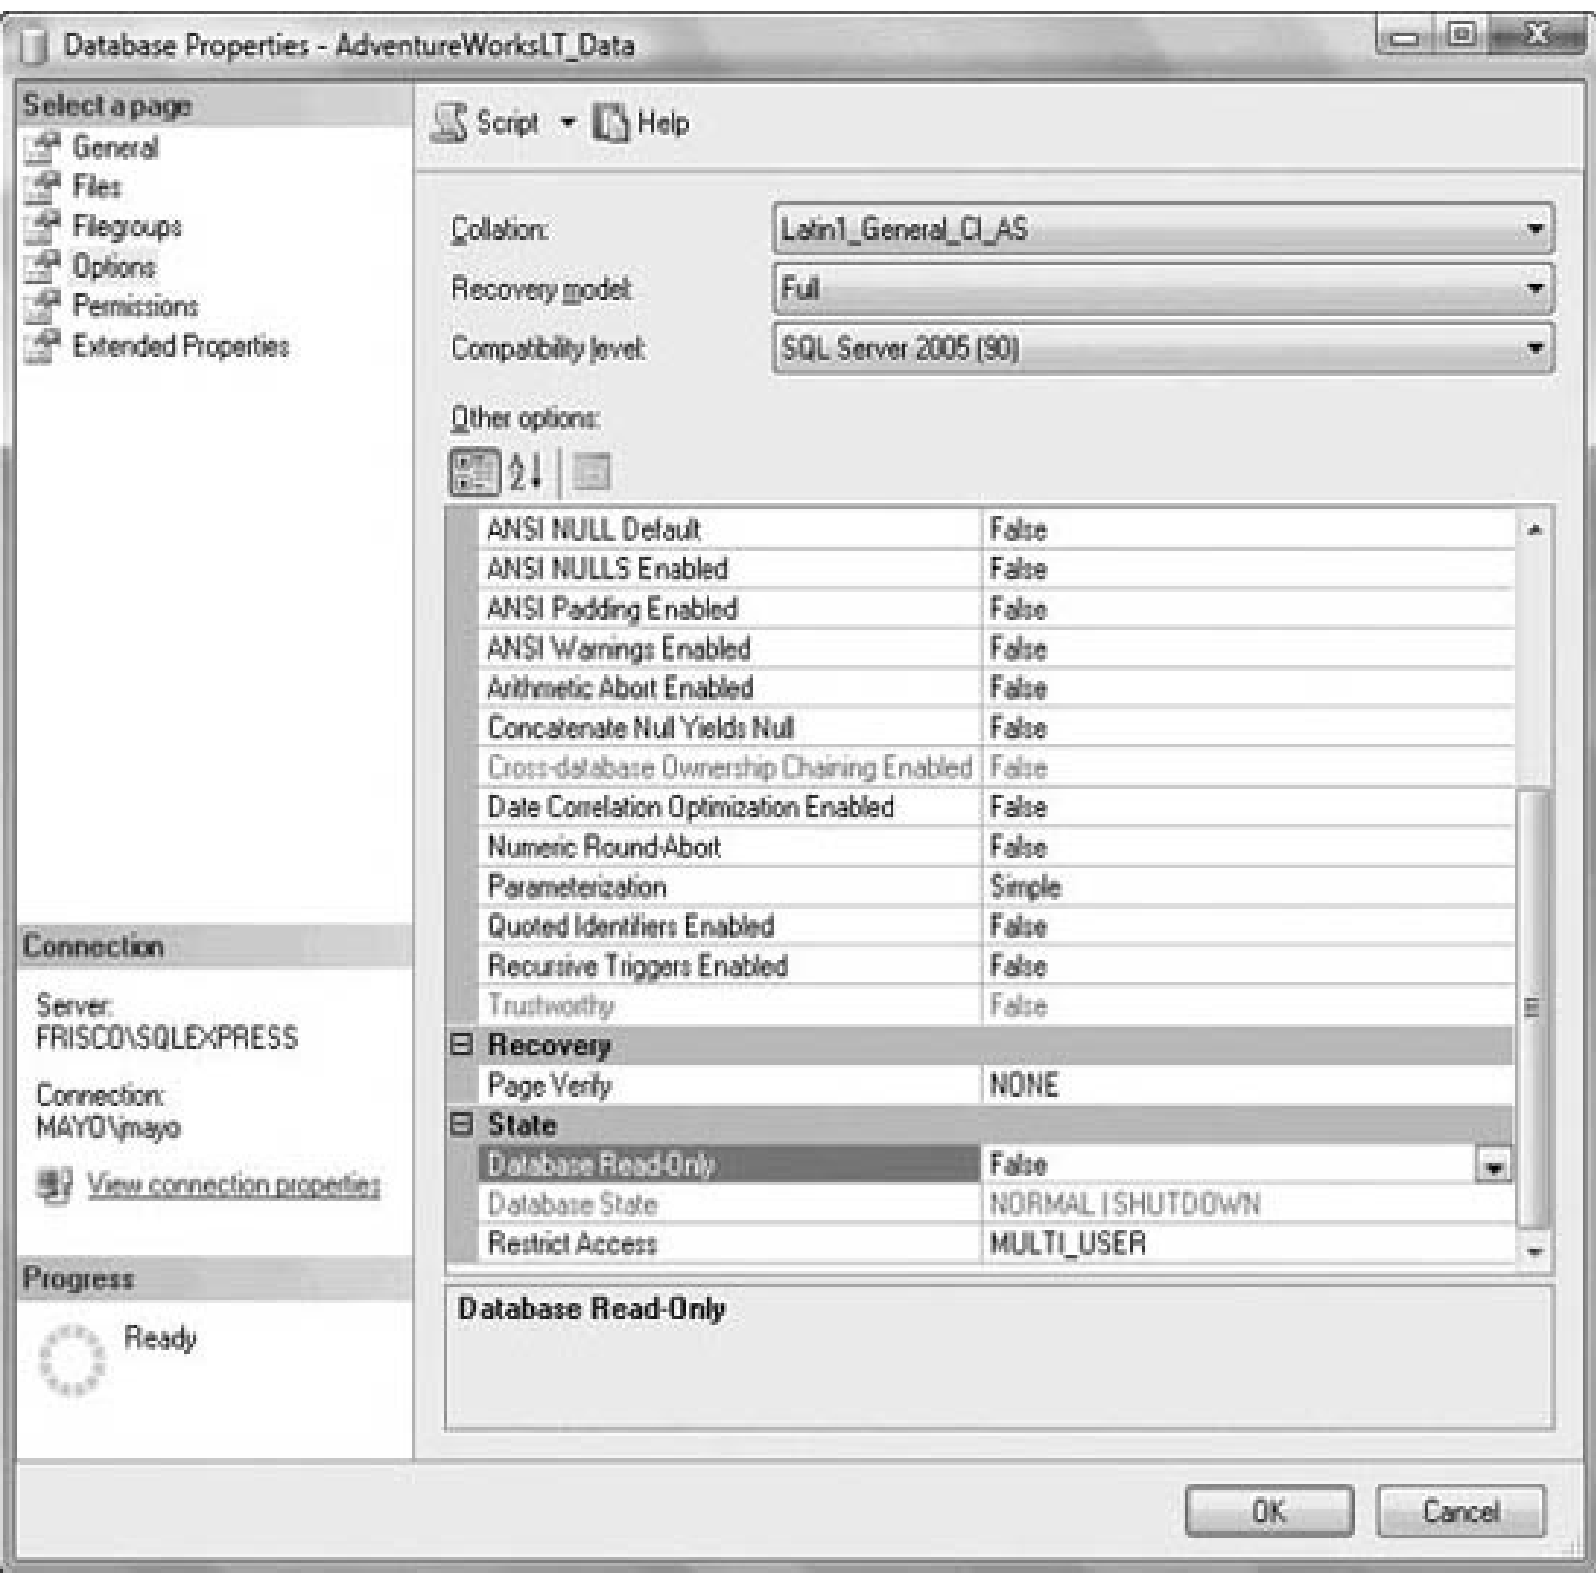 Database Properties - AdventureWorksLT_Data
Select a page
General
Files
Filegroups
Options
Permissions
Extended Properties
Script Help
Collation: Latin1_General_CI_AS
Recovery model: Full
Compatibility level: SQL Server 2005 (90)
Other options:
ANSI NULL Default False
ANSI NULLS Enabled False
ANSI Padding Enabled False
ANSI Warnings Enabled False
Arithmetic Abort Enabled False
Concatenate Null Yields Null False
Cross-database Ownership Chaining Enabled False
Date Correlation Optimization Enabled False
Numeric Round-Abort False
Parameterization Simple
Quoted Identifiers Enabled False
Recursive Triggers Enabled False
Trustworthy False
Recovery
Page Verify NONE
State
Database Read-Only False
Database State NORMAL | SHUTDOWN
Restrict Access MULTI_USER
Database Read-Only
Connection
Server:
FRISCO\SQLEXPRESS
Connection:
MAYO\jmayo
View connection properties
Progress
Ready
OK Cancel